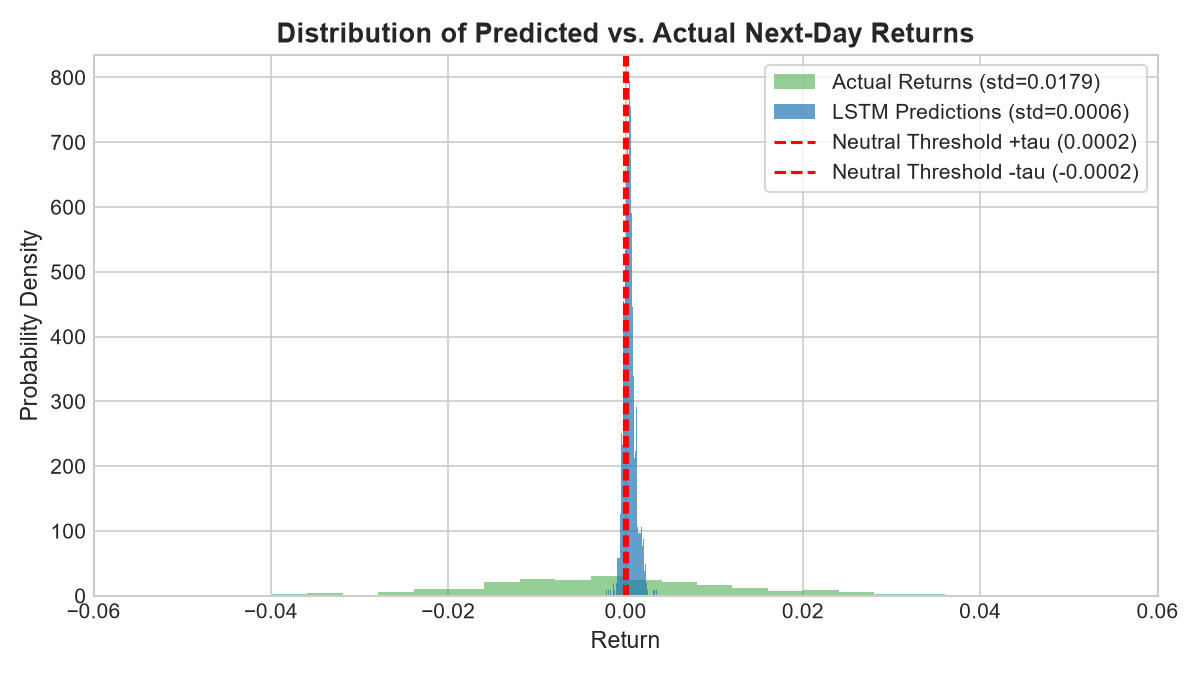 Distribution of Predicted vs. Actual Next-Day Returns
Actual Returns (std=0.0179)
LSTM Predictions (std=0.0006)
Neutral Threshold +tau (0.0002)
Neutral Threshold -tau (-0.0002)
Probability Density
800
700
600
500
400
300
200
100
0
−0.06
−0.04
−0.02
0.00
0.02
0.04
0.06
Return